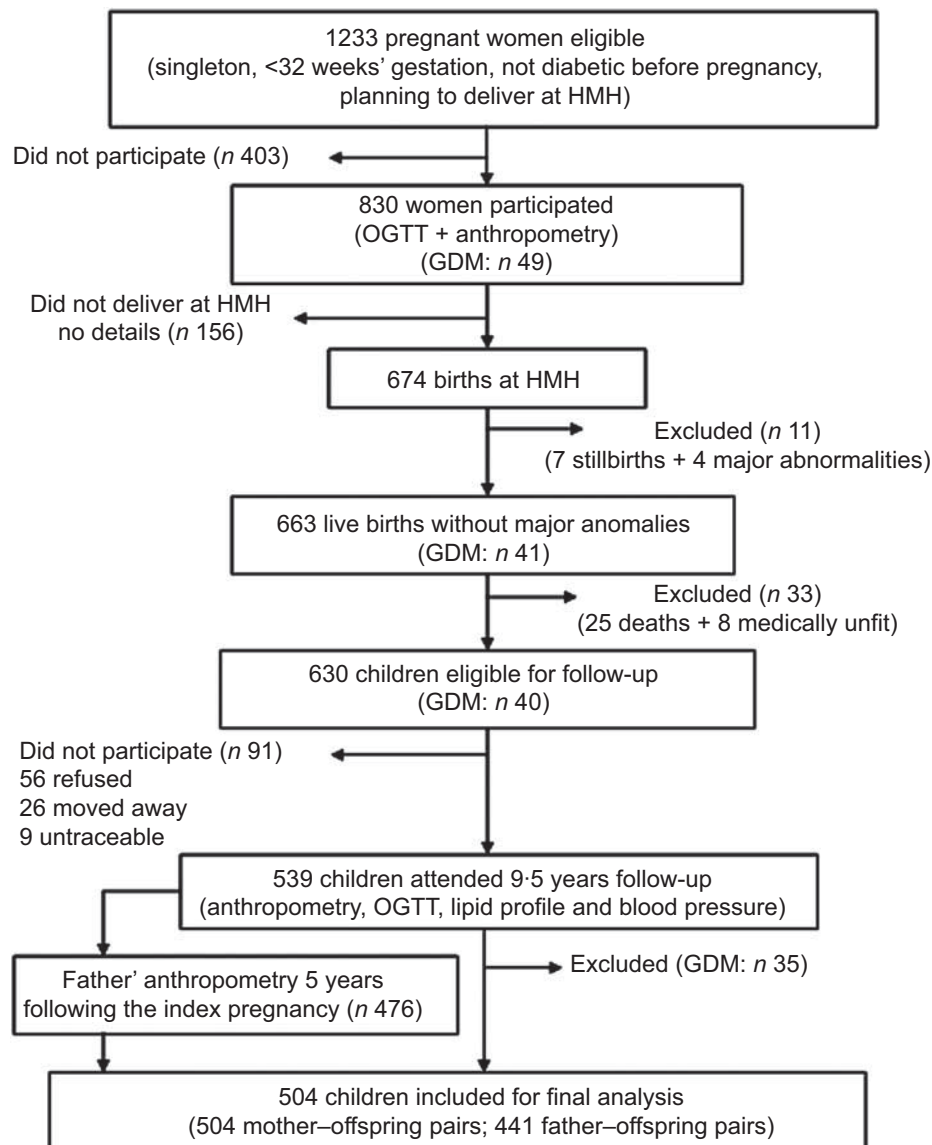 1233 pregnant women eligible
(singleton, <32 weeks’ gestation, not diabetic before pregnancy,
planning to deliver at HMH)
Did not participate (n 403)
830 women participated
(OGTT + anthropometry)
(GDM: n 49)
Did not deliver at HMH
no details (n 156)
674 births at HMH
Excluded (n 11)
(7 stillbirths + 4 major abnormalities)
663 live births without major anomalies
(GDM: n 41)
Excluded (n 33)
(25 deaths + 8 medically unfit)
630 children eligible for follow-up
(GDM: n 40)
Did not participate (n 91)
56 refused
26 moved away
9 untraceable
539 children attended 9·5 years follow-up
(anthropometry, OGTT, lipid profile and blood pressure)
Father’ anthropometry 5 years
following the index pregnancy (n 476)
Excluded (GDM: n 35)
504 children included for final analysis
(504 mother–offspring pairs; 441 father–offspring pairs)